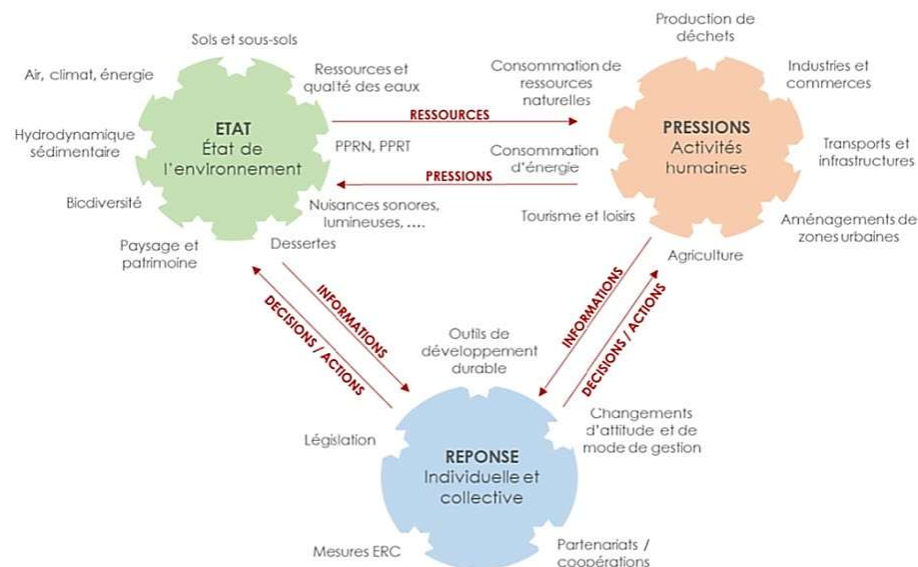 Sols et sous-sols
Air, climat, énergie
Ressources et
qualité des eaux
Hydrodynamique
sédimentaire
ETAT
État de
l'environnement
PPRN, PPRT
Biodiversité
Nuisances sonores,
lumineuses, ....
Paysage et
patrimoine
Dessertes
RESSOURCES
PRESSIONS
Production de
déchets
Consommation de
ressources
naturelles
Industries et
commerces
PRESSIONS
Activités
humaines
Consommation
d'énergie
Transports et
infrastructures
Tourisme et loisirs
Aménagements de
zones urbaines
Agriculture
INFORMATIONS
DECISIONS / ACTIONS
INFORMATIONS
DECISIONS / ACTIONS
Outils de
développement
durable
Législation
Changements
d'attitude et de
mode de gestion
REPONSE
Individuelle et
collective
Mesures ERC
Partenariats /
coopérations